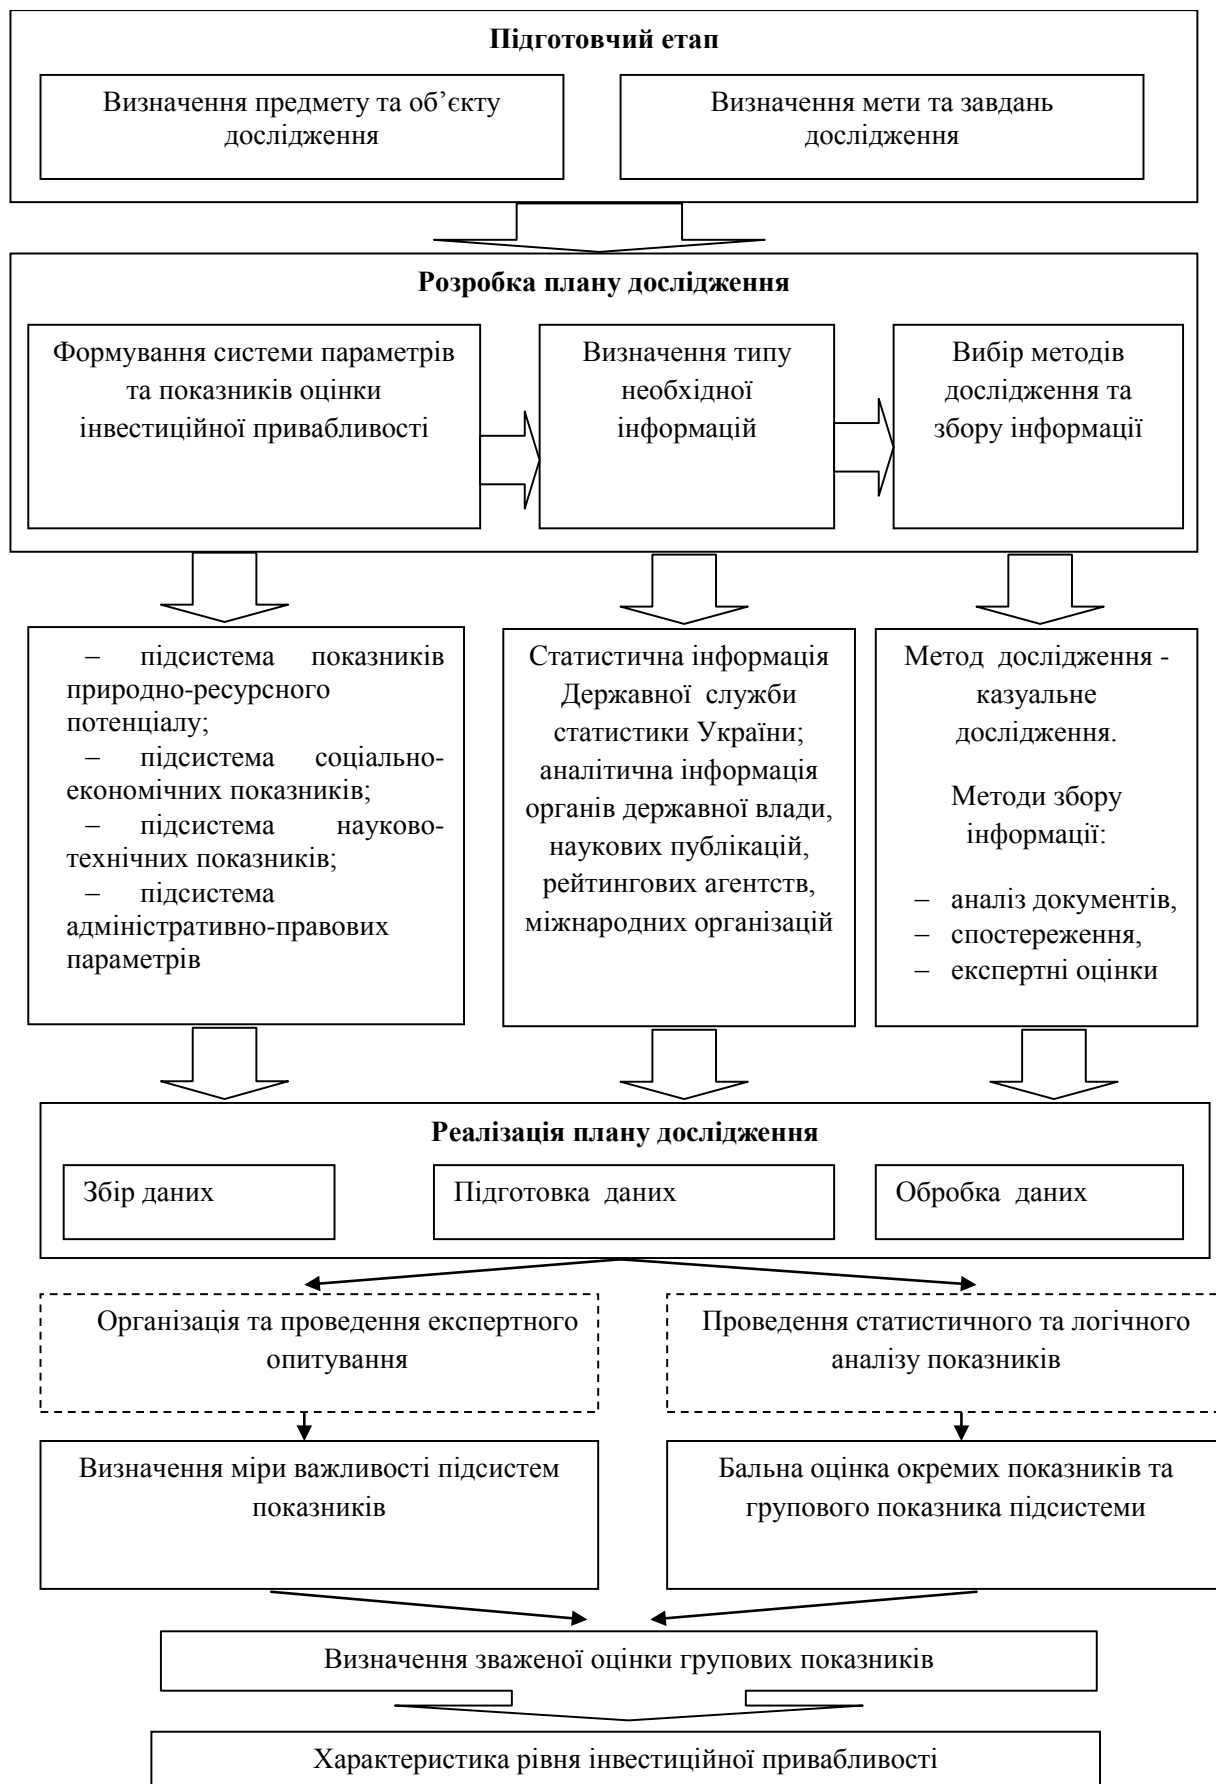 Підготовчий етап
Визначення предмету та об’єкту
дослідження
Визначення мети та завдань
дослідження
Розробка плану дослідження
Формування системи параметрів
та показників оцінки
інвестиційної привабливості
Визначення типу
необхідної
інформацій
Вибір методів
дослідження та
збору інформації
– підсистема показників
природно-ресурсного
потенціалу;
– підсистема соціально-
економічних показників;
– підсистема науково-
технічних показників;
– підсистема
адміністративно-правових
параметрів
Статистична інформація
Державної служби
статистики України;
аналітична інформація
органів державної влади,
наукових публікацій,
рейтингових агентств,
міжнародних організацій
Метод дослідження -
казуальне
дослідження.
Методи збору
інформації:
– аналіз документів,
– спостереження,
– експертні оцінки
Реалізація плану дослідження
Збір даних
Підготовка даних
Обробка даних
Організація та проведення експертного
опитування
Проведення статистичного та логічного
аналізу показників
Визначення міри важливості підсистем
показників
Бальна оцінка окремих показників та
групового показника підсистеми
Визначення зваженої оцінки групових показників
Характеристика рівня інвестиційної привабливості